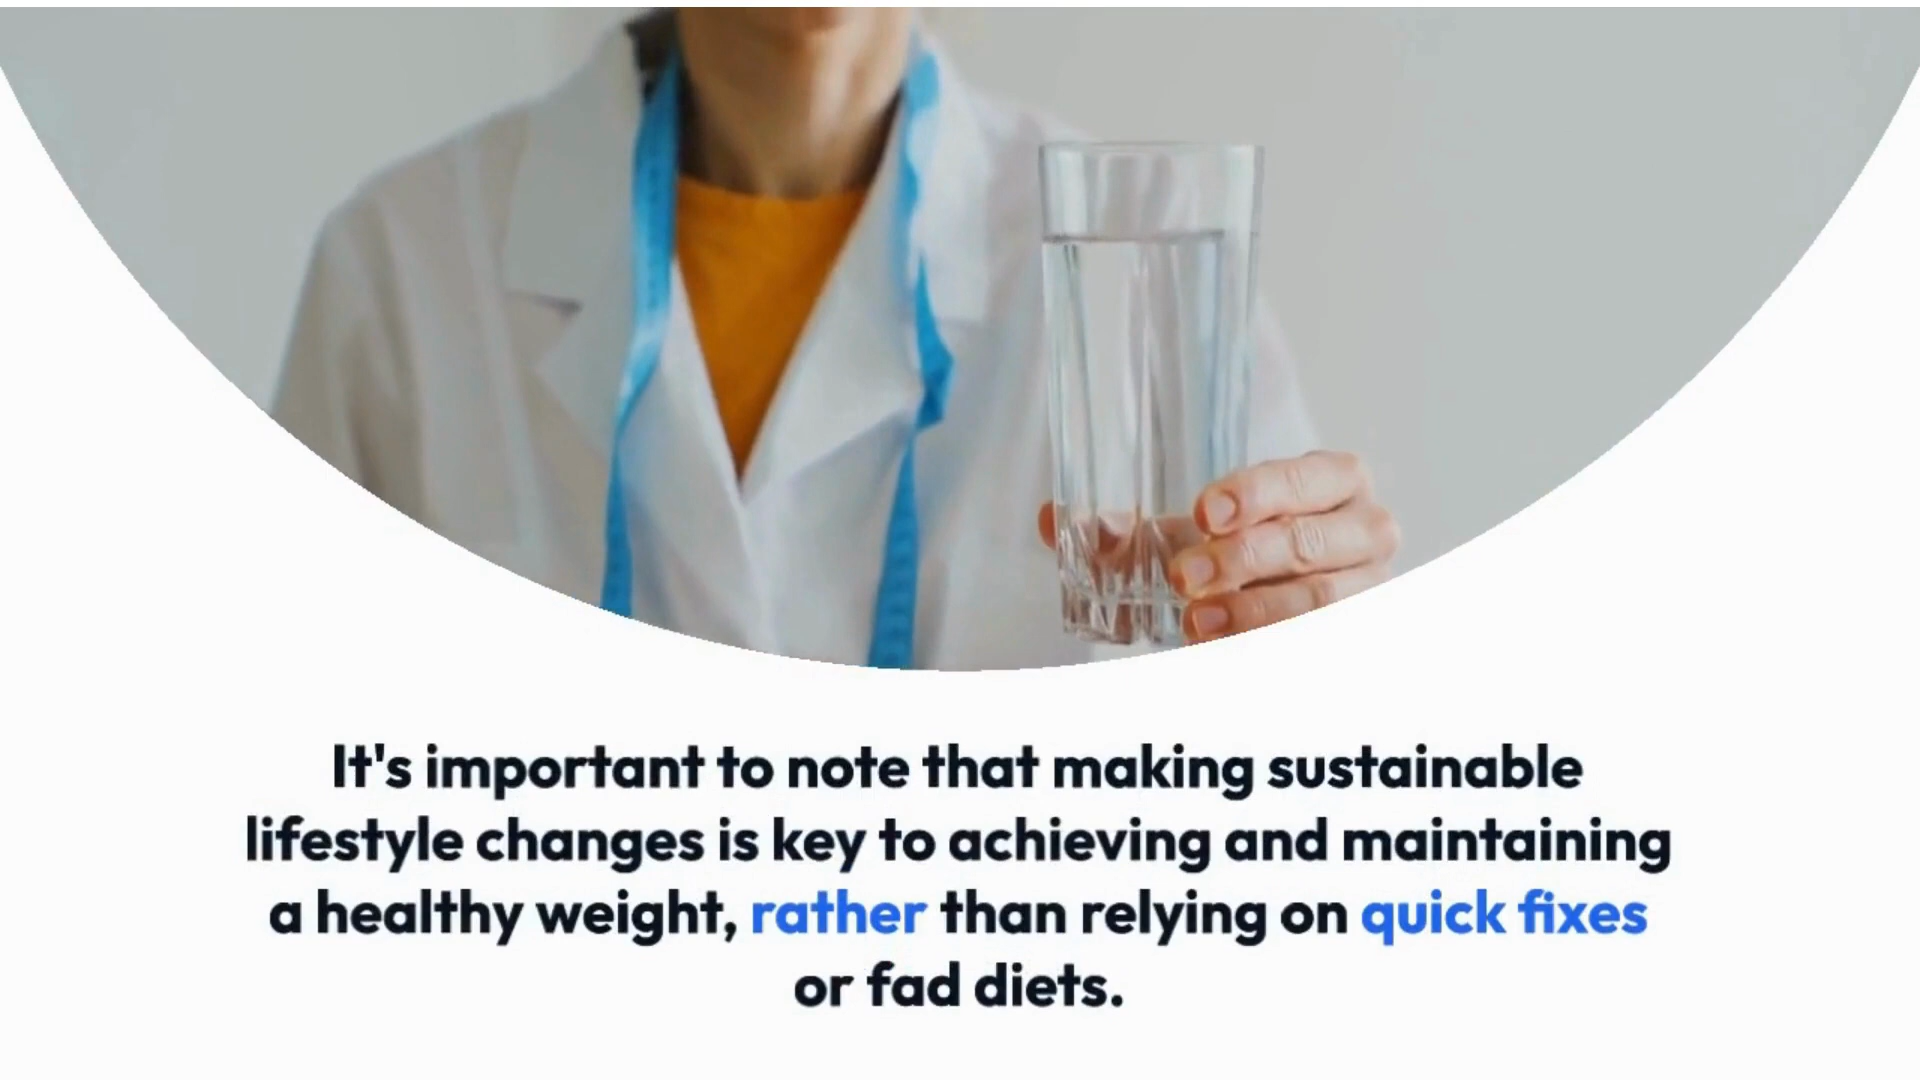 It's important to note that making sustainable
lifestyle changes is key to achieving and maintaining
a healthy weight, rather than relying on quick fixes
or fad diets.